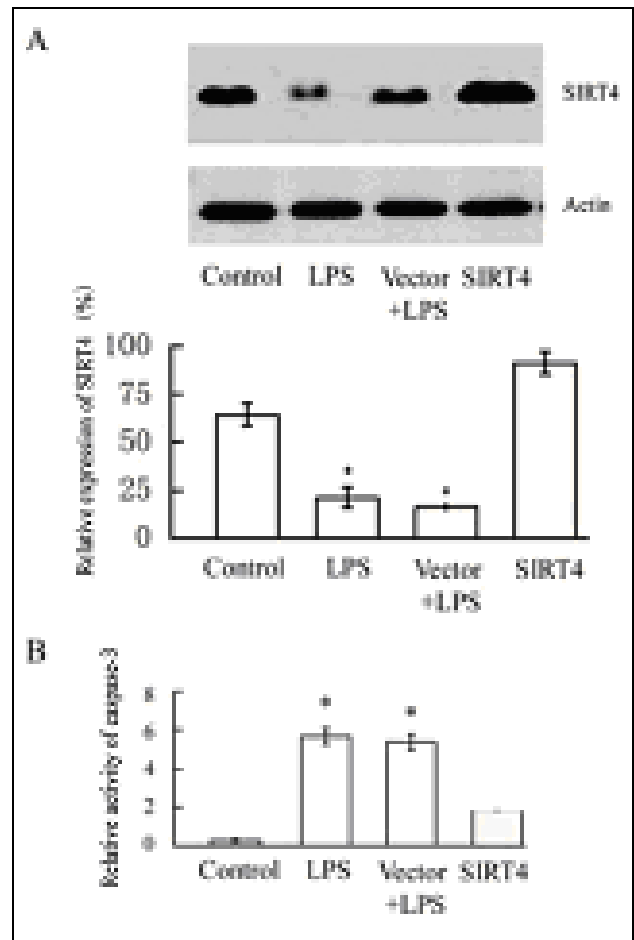 A
SIRT4
Actin
Control LPS Vector SIRT4
+LPS
Relative expression of SIRT4 (%)
100
75
50
25
0
* *
Control LPS Vector SIRT4
+LPS
B
Relative activity of caspase-3
8
6
4
2
0
* *
Control LPS Vector SIRT4
+LPS